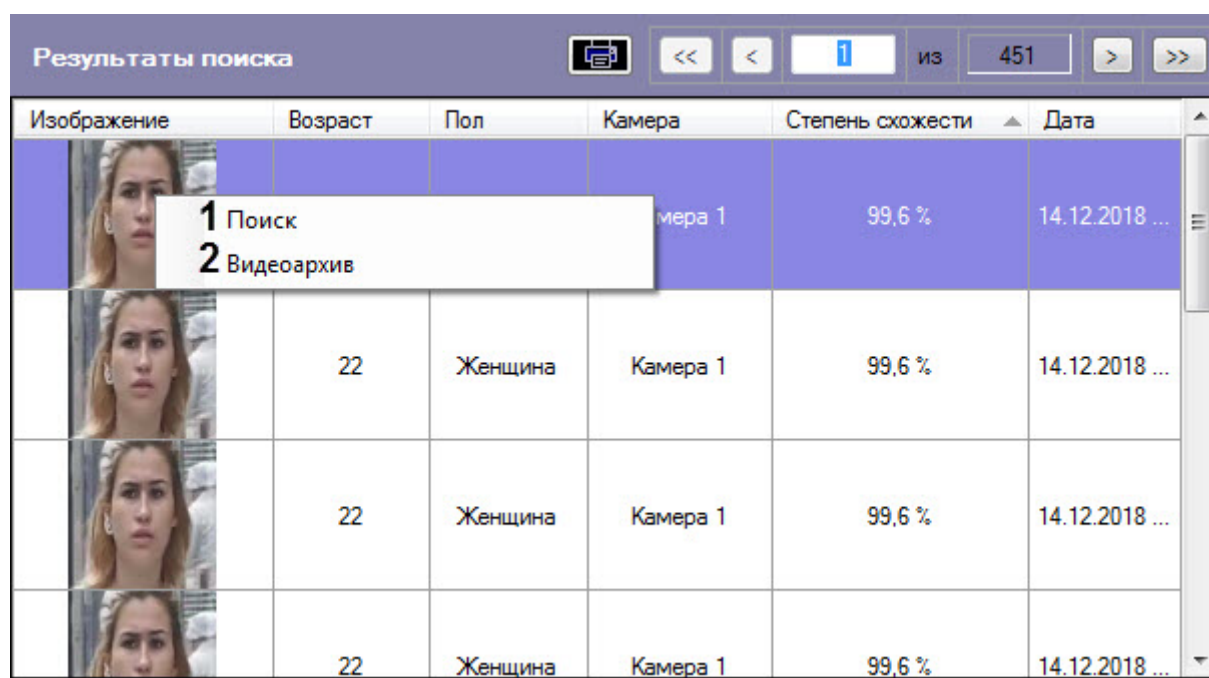 Результаты поиска << < 1 из 451 > >>
Изображение Возраст Пол Камера Степень схожести Дата
мера 1 99,6 % 14.12.2018 ...
1 Поиск
2 Видеоархив
22 Женщина Камера 1 99,6 % 14.12.2018 ...
22 Женщина Камера 1 99,6 % 14.12.2018 ...
22 Женщина Камера 1 99,6 % 14.12.2018 ...